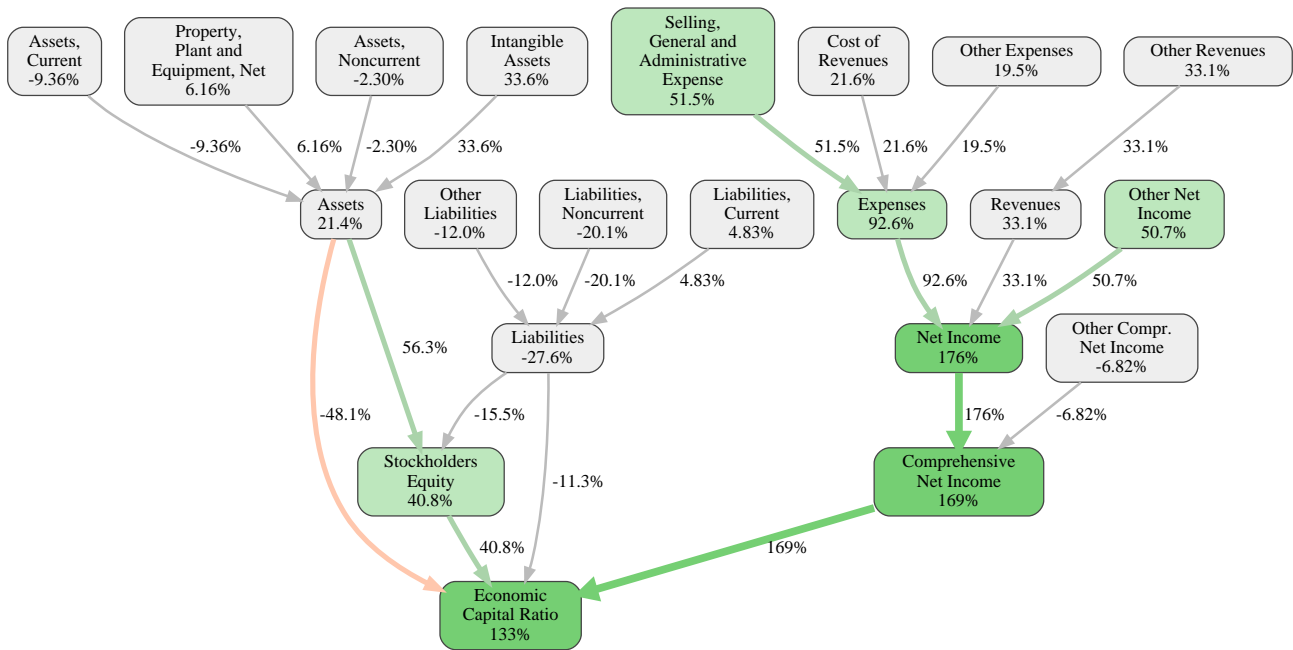 Assets,
Current
-9.36%
Property,
Plant and
Equipment, Net
6.16%
Assets,
Noncurrent
-2.30%
Intangible
Assets
33.6%
Selling,
General and
Administrative
Expense
51.5%
Cost of
Revenues
21.6%
Other Expenses
19.5%
Other Revenues
33.1%
-9.36%
6.16%
-2.30%
33.6%
51.5%
21.6%
19.5%
33.1%
Assets
21.4%
Other
Liabilities
-12.0%
Liabilities,
Noncurrent
-20.1%
Liabilities,
Current
4.83%
Expenses
92.6%
Revenues
33.1%
Other Net
Income
50.7%
-12.0%
-20.1%
4.83%
92.6%
33.1%
50.7%
56.3%
Liabilities
-27.6%
Net Income
176%
Other Compr.
Net Income
-6.82%
-48.1%
-15.5%
176%
-6.82%
Stockholders
Equity
40.8%
-11.3%
Comprehensive
Net Income
169%
40.8%
169%
Economic
Capital Ratio
133%